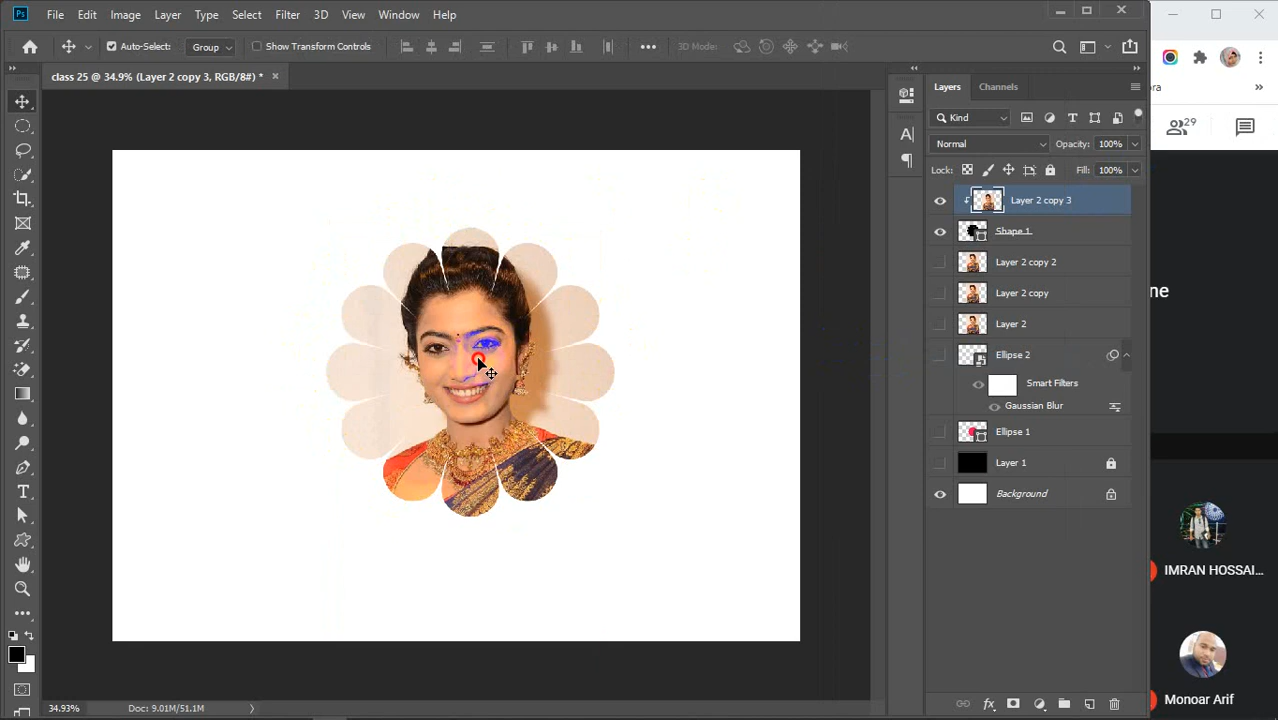 Ps File Edit Image Layer Type Select Filter 3D View Window Help
Auto-Select: Group Show Transform Controls 3D Mode:
class 25 @ 34.9% (Layer 2 copy 3, RGB/8#) * ×
Layers Channels
Kind
Normal Opacity: 100%
Lock: Fill: 100%
Layer 2 copy 3
Shape 1
Layer 2 copy 2
Layer 2 copy
Layer 2
Ellipse 2
Smart Filters
Gaussian Blur
Ellipse 1
Layer 1
Background
34.93% Doc: 9.01M/51.1M
ora
29
ne
IMRAN HOSSAI...
Monoar Arif